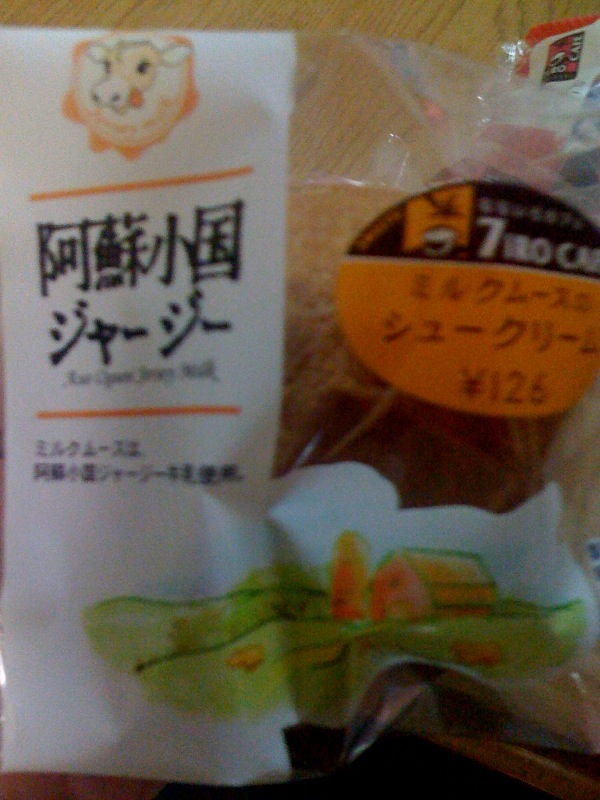 阿蘇小国
ジャージー
Aso Oguni Jersey Milk
ミルクムースは、
阿蘇小国ジャージー牛乳使用。
7IRO CAF
ミルクムースの
シュークリーム
¥126
CAFE